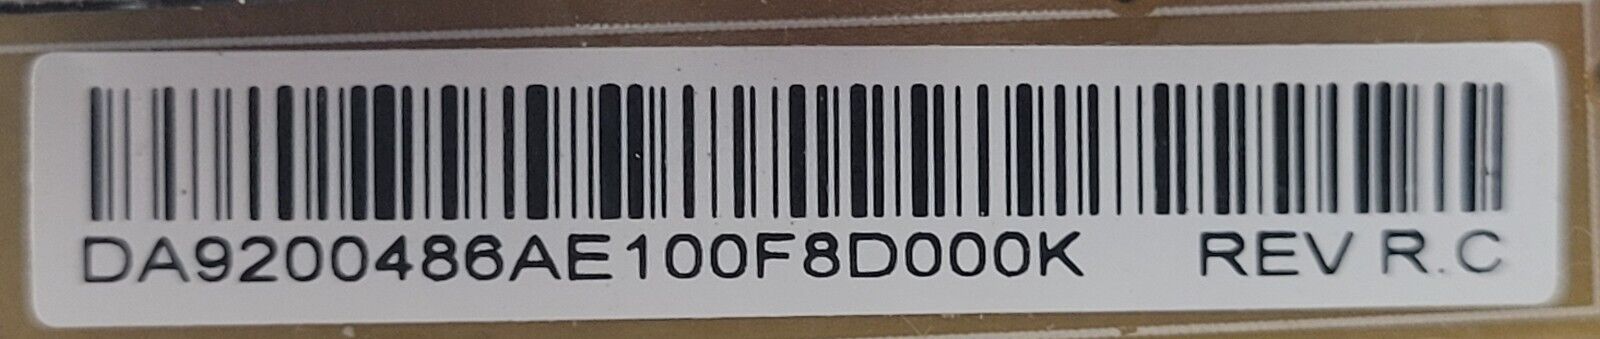 DA9200486AE100F8D000K REV R.C